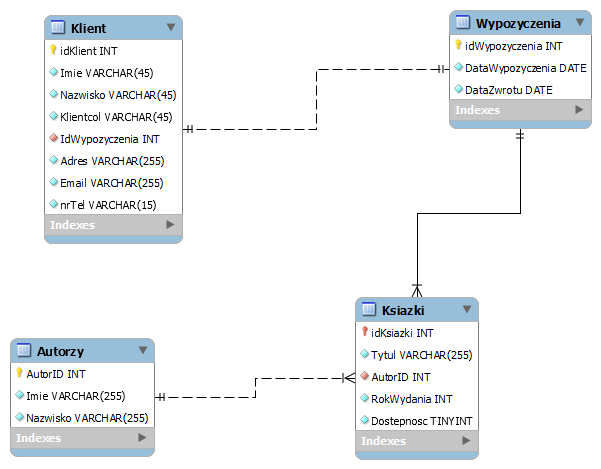 Klient
idKlient INT
Imie VARCHAR(45)
Nazwisko VARCHAR(45)
Klientcol VARCHAR(45)
IdWypozyczenia INT
Adres VARCHAR(255)
Email VARCHAR(255)
nrTel VARCHAR(15)
Indexes
Wypozyczenia
idWypozyczenia INT
DataWypozyczenia DATE
DataZwrotu DATE
Indexes
Autorzy
AutorID INT
Imie VARCHAR(255)
Nazwisko VARCHAR(255)
Indexes
Ksiazki
idKsiazki INT
Tytul VARCHAR(255)
AutorID INT
RokWydania INT
Dostepnosc TINYINT
Indexes